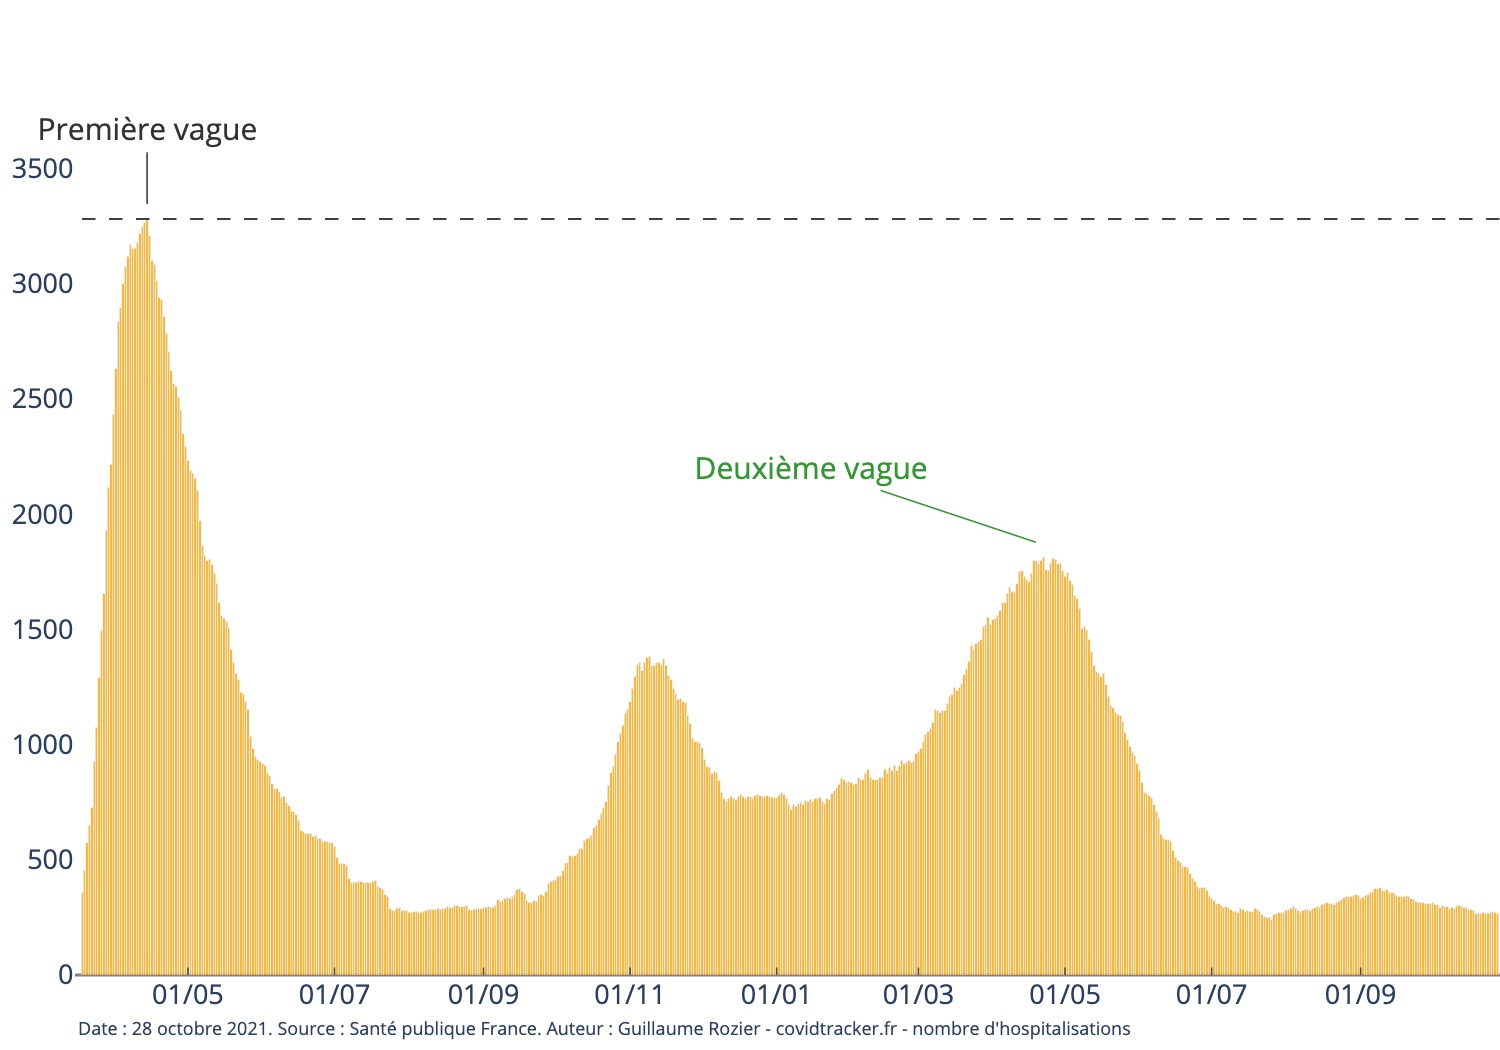 Première vague
3500
3000
2500
Deuxième vague
2000
1500
1000
500
0
01/05 01/07 01/09 01/11 01/01 01/03 01/05 01/07 01/09
Date : 28 octobre 2021. Source : Santé publique France. Auteur : Guillaume Rozier - covidtracker.fr - nombre d'hospitalisations